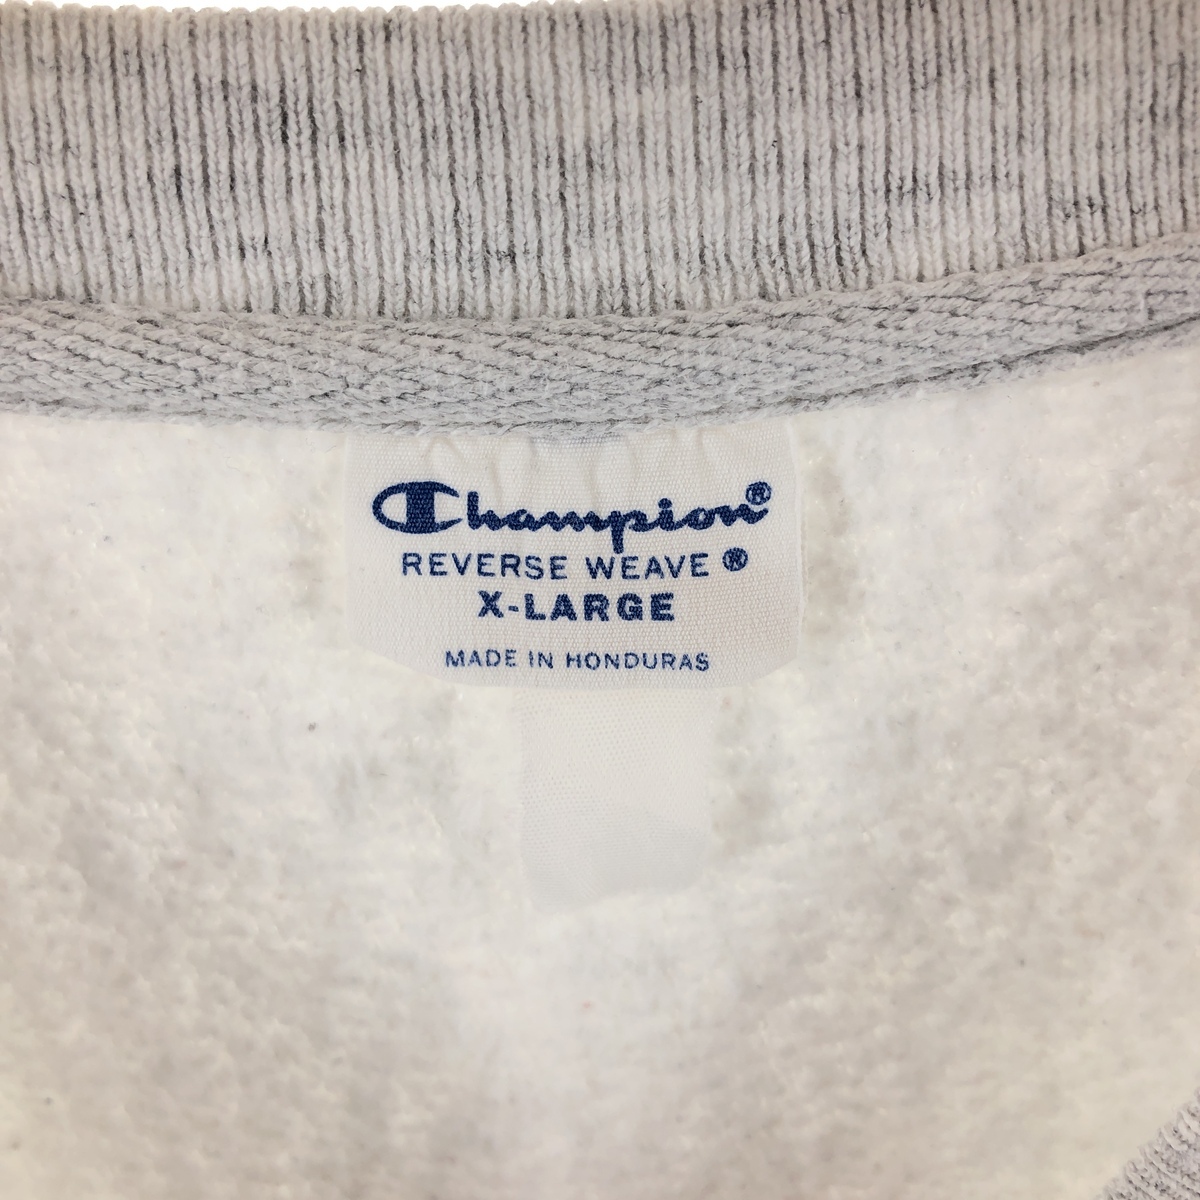 Champion®
REVERSE WEAVE ®
X-LARGE
MADE IN HONDURAS